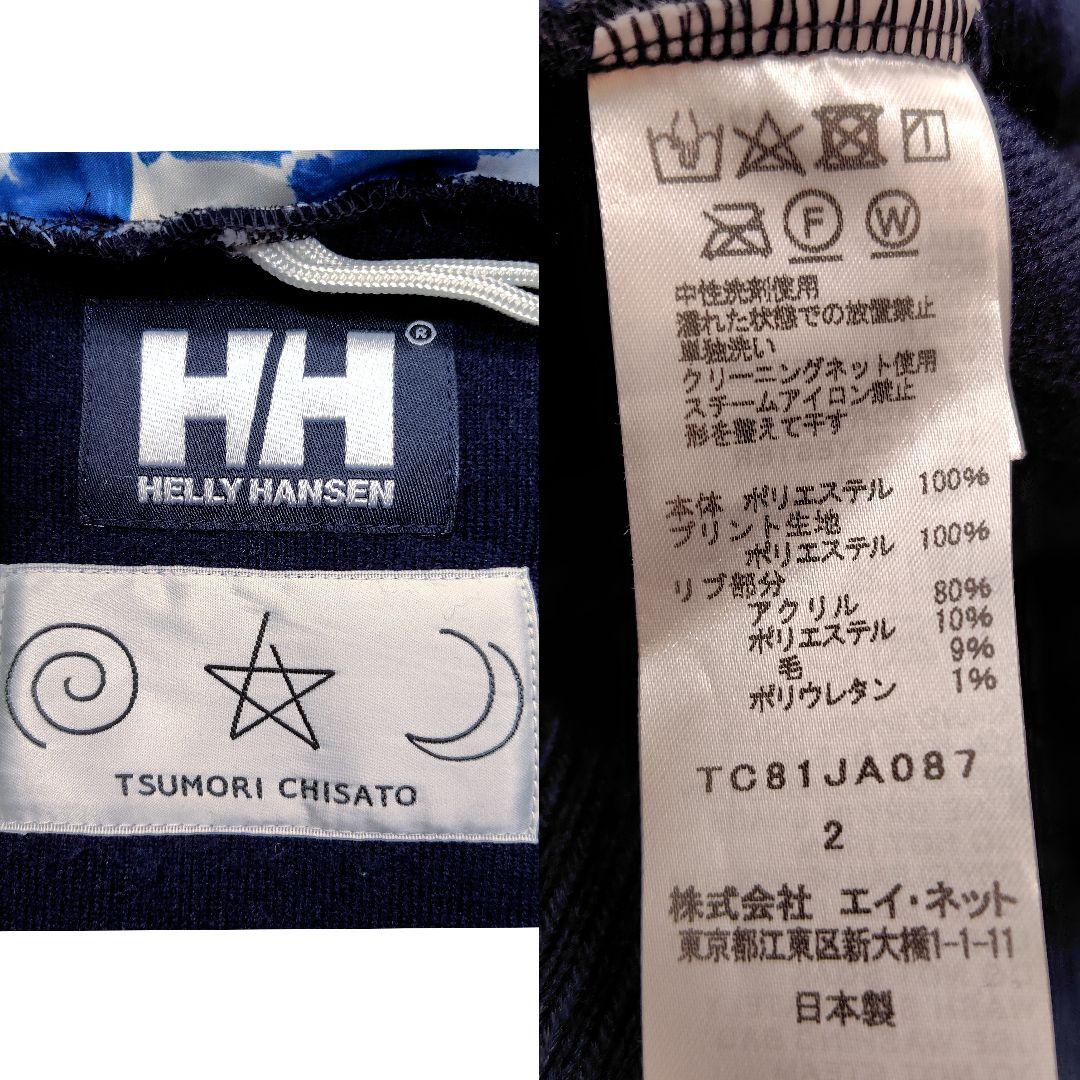 HH®
HELLY HANSEN
TSUMORI CHISATO
F W
中性洗剤使用
濡れた状態での放置禁止
単独洗い
クリーニングネット使用
スチームアイロン禁止
形を整えて干す
本体 ポリエステル 100%
プリント生地
ポリエステル 100%
リブ部分
アクリル 80%
ポリエステル 10%
毛 9%
ポリウレタン 1%
TC81JA087
2
株式会社 エイ・ネット
東京都江東区新大橋1-1-11
日本製